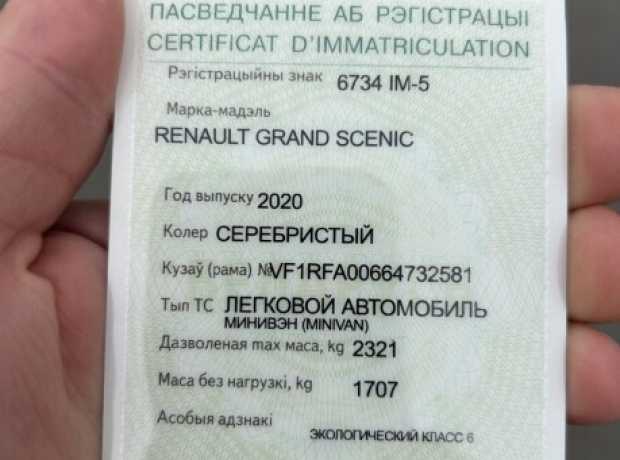 ПАСВЕДЧАННЕ АБ РЭГІСТРАЦЫІ
CERTIFICAT D'IMMATRICULATION
Рэгістрацыйны знак 6734 IM-5
Марка-мадэль
RENAULT GRAND SCENIC
Год выпуску 2020
Колер СЕРЕБРИСТЫЙ
Кузаў (рама) № VF1RFA00664732581
Тып ТС ЛЕГКОВОЙ АВТОМОБИЛЬ
МИНИВЭН (MINIVAN)
Дазволеная max маса, kg 2321
Маса без нагрузкі, kg 1707
Асобыя адзнакі
ЭКОЛОГИЧЕСКИЙ КЛАСС 6